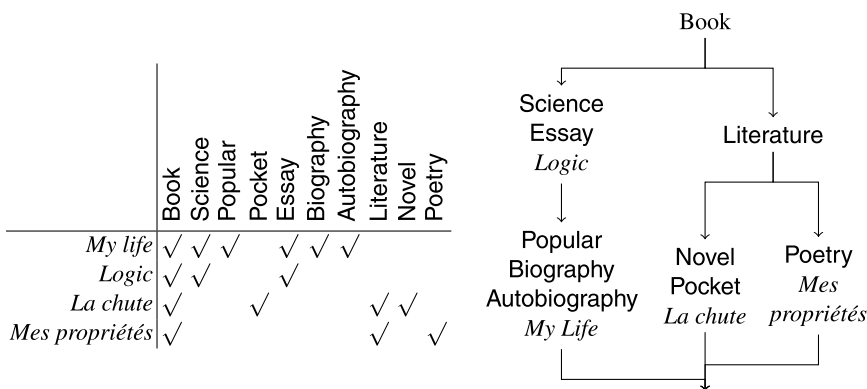 Book
Science
Popular
Pocket
Essay
Biography
Autobiography
Literature
Novel
Poetry
My life √ √ √ √ √ √
Logic √ √ √
La chute √ √ √ √
Mes propriétés √ √ √
Book
Science
Essay
Logic
Literature
Popular
Biography
Autobiography
My Life
Novel
Pocket
La chute
Poetry
Mes
propriétés